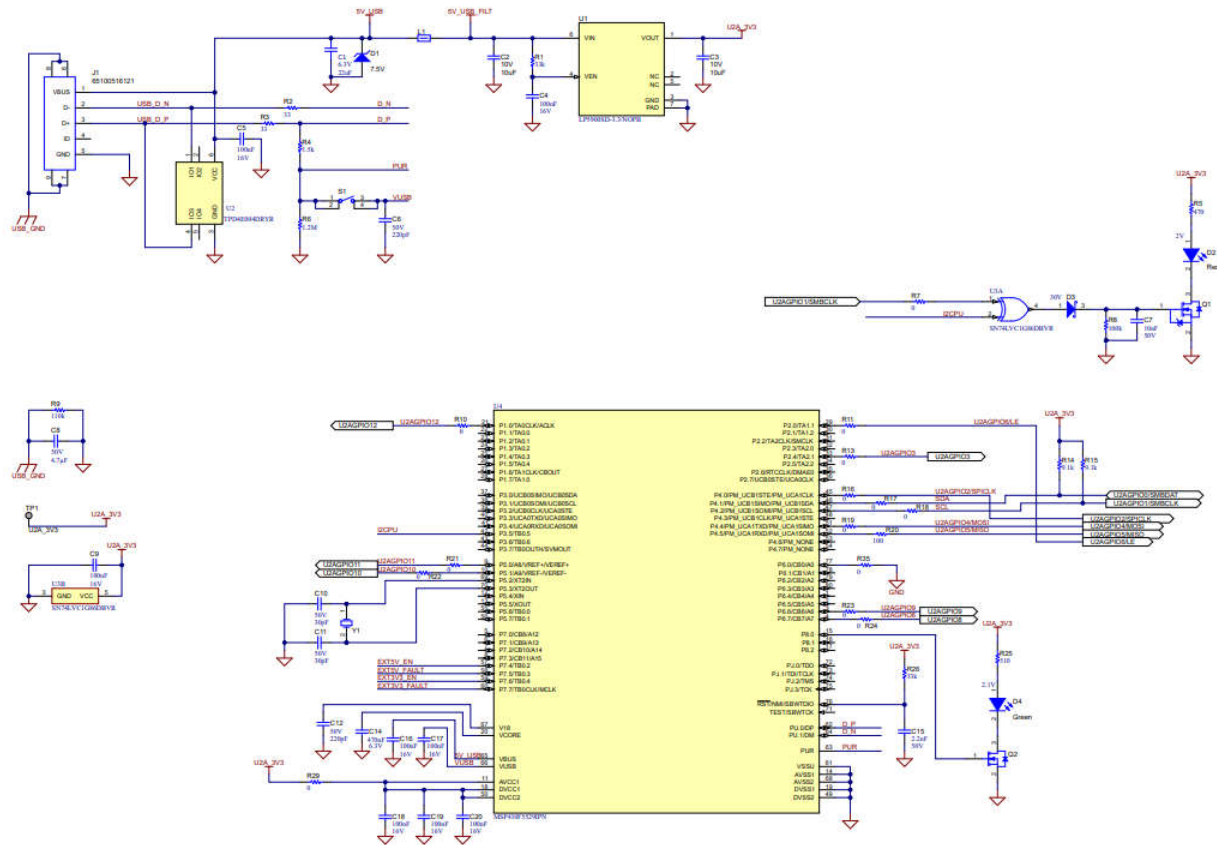 5V_USB
5V_USB_FILT
U1
U2A_3V3
L1
C1
6.3V
22uF
D1
7.5V
C2
10V
10uF
R1
C4
100nF
16V
VIN
VEN
VOUT
NC
NC
GND
PAD
C3
10V
10uF
J1
65100516121
VBUS
D-
D+
ID
GND
USB_GND
USB_D_N
R2
33
D_N
USB_D_P
R3
33
D_P
C5
100nF
16V
R4
1.5k
PUR
S1
VUSB
R6
1.2M
C6
50V
220pF
IO1
IO2
VCC
IO3
IO4
GND
U2
U2A_3V3
R5
470
2V
D2
Q1
U2AGPIO1/SMBCLK
R7
0
I2CPU
U3A
SN74LVC1G86DBVR
30V
D3
C7
50V
R9
C8
50V
4.7µF
USB_GND
TP1
U2A_3V3
U2A_3V3
U2A_3V3
C9
100nF
16V
U3B
GND VCC
SN74LVC1G86DBVR
U4
U2AGPIO12
U2AGPIO12
R10
0
P1.0/TA0CLK/ACLK
P1.1/TA0.0
P1.2/TA0.1
P1.3/TA0.2
P1.4/TA0.3
P1.5/TA0.4
P1.6/TA1CLK/CBOUT
P1.7/TA1.0
P3.0/UCB0SIMO/UCB0SDA
P3.1/UCB0SOMI/UCB0SCL
P3.2/UCB0CLK/UCA0STE
P3.3/UCA0TXD/UCA0SIMO
P3.4/UCA0RXD/UCA0SOMI
I2CPU
P3.5/TB0.5
P3.6/TB0.6
P3.7/TB0OUTH/SVMOUT
U2AGPIO11
U2AGPIO11
R21
0
P5.0/A8/VREF+/VEREF+
U2AGPIO10
U2AGPIO10
R22
0
P5.1/A9/VREF-/VEREF-
P5.2/XT2IN
P5.3/XT2OUT
P5.4/XIN
P5.5/XOUT
P5.6/TB0.0
P5.7/TB0.1
C10
50V
30pF
C11
50V
30pF
Y1
P7.0/CB8/A12
P7.1/CB9/A13
P7.2/CB10/A14
P7.3/CB11/A15
EXT5V_EN
P7.4/TB0.2
EXT5V_FAULT
P7.5/TB0.3
EXT3V3_EN
P7.6/TB0.4
EXT3V3_FAULT
P7.7/TB0CLK/MCLK
C12
50V
220pF
C14
470nF
6.3V
C16
100nF
16V
C17
100nF
16V
V18
VCORE
5V_USB
VBUS
VUSB
VUSB
U2A_3V3
R29
0
AVCC1
DVCC1
DVCC2
C18
100nF
16V
C19
100nF
16V
C20
100nF
16V
MSP430F5529IPN
P2.0/TA1.1
P2.1/TA1.2
P2.2/TA2CLK/SMCLK
P2.3/TA2.0
P2.4/TA2.1
P2.5/TA2.2
P2.6/RTCCLK/DMAE0
P2.7/UCB0STE/UCA0CLK
R11
0
U2AGPIO6/LE
R13
0
U2AGPIO3
U2AGPIO3
U2A_3V3
R14
9.1k
R15
9.1k
P4.0/PM_UCB1STE/PM_UCA1CLK
P4.1/PM_UCB1SIMO/PM_UCB1SDA
P4.2/PM_UCB1SOMI/PM_UCB1SCL
P4.3/PM_UCB1CLK/PM_UCA1STE
P4.4/PM_UCA1TXD/PM_UCA1SIMO
P4.5/PM_UCA1RXD/PM_UCA1SOMI
P4.6/PM_NONE
P4.7/PM_NONE
R16
0
U2AGPIO2/SPICLK
R17
0
SDA
R18
0
SCL
R19
0
U2AGPIO4/MOSI
R20
100
U2AGPIO5/MISO
U2AGPIO0/SMBDAT
U2AGPIO1/SMBCLK
U2AGPIO2/SPICLK
U2AGPIO4/MOSI
U2AGPIO5/MISO
U2AGPIO6/LE
P6.0/CB0/A0
P6.1/CB1/A1
P6.2/CB2/A2
P6.3/CB3/A3
P6.4/CB4/A4
P6.5/CB5/A5
P6.6/CB6/A6
P6.7/CB7/A7
R35
0
GND
R23
0
U2AGPIO9
U2AGPIO9
R24
0
U2AGPIO8
U2AGPIO8
P8.0
P8.1
P8.2
PJ.0/TDO
PJ.1/TDI/TCLK
PJ.2/TMS
PJ.3/TCK
RST/NMI/SBWTDIO
TEST/SBWTCK
U2A_3V3
R26
C15
2.2nF
50V
PU.0/DP
D_P
PU.1/DM
D_N
PUR
PUR
VSSU
AVSS1
AVSS2
DVSS1
DVSS2
U2A_3V3
R25
2.1V
D4
Green
Q2